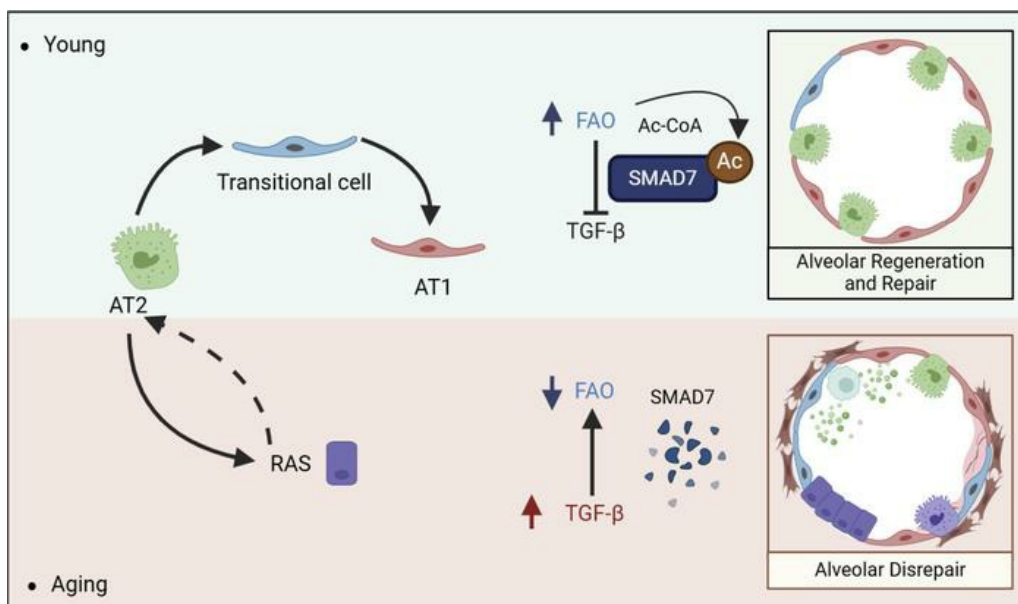 • Young
Transitional cell
AT2
AT1
FAO
Ac-CoA
Ac
SMAD7
TGF-β
Alveolar Regeneration
and Repair
RAS
FAO
SMAD7
TGF-β
Alveolar Disrepair
• Aging